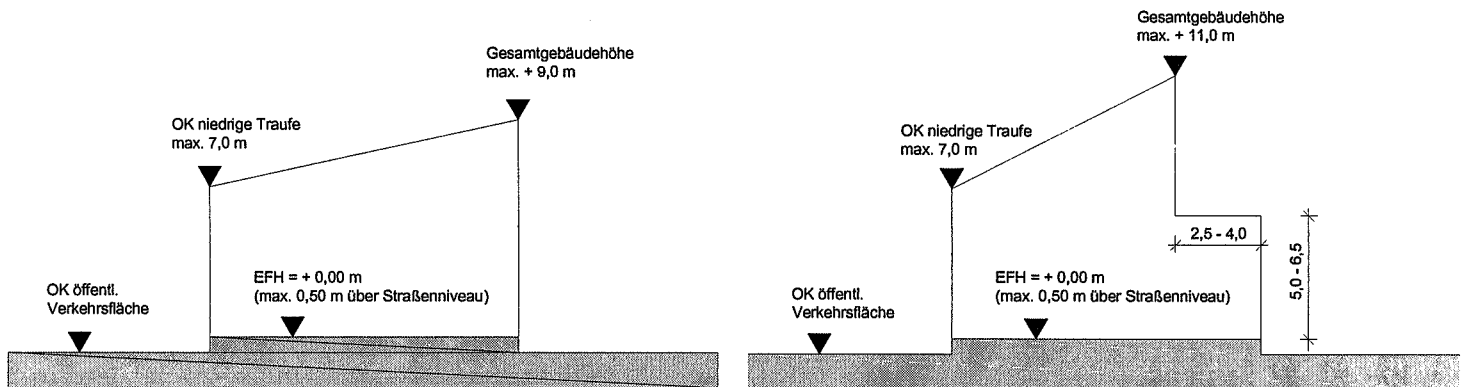 Gesamtgebäudehöhe
max. + 9,0 m
OK niedrige Traufe
max. 7,0 m
EFH = + 0,00 m
(max. 0,50 m über Straßenniveau)
OK öffentl.
Verkehrsfläche
Gesamtgebäudehöhe
max. + 11,0 m
OK niedrige Traufe
max. 7,0 m
2,5 - 4,0
5,0 - 6,5
EFH = + 0,00 m
(max. 0,50 m über Straßenniveau)
OK öffentl.
Verkehrsfläche